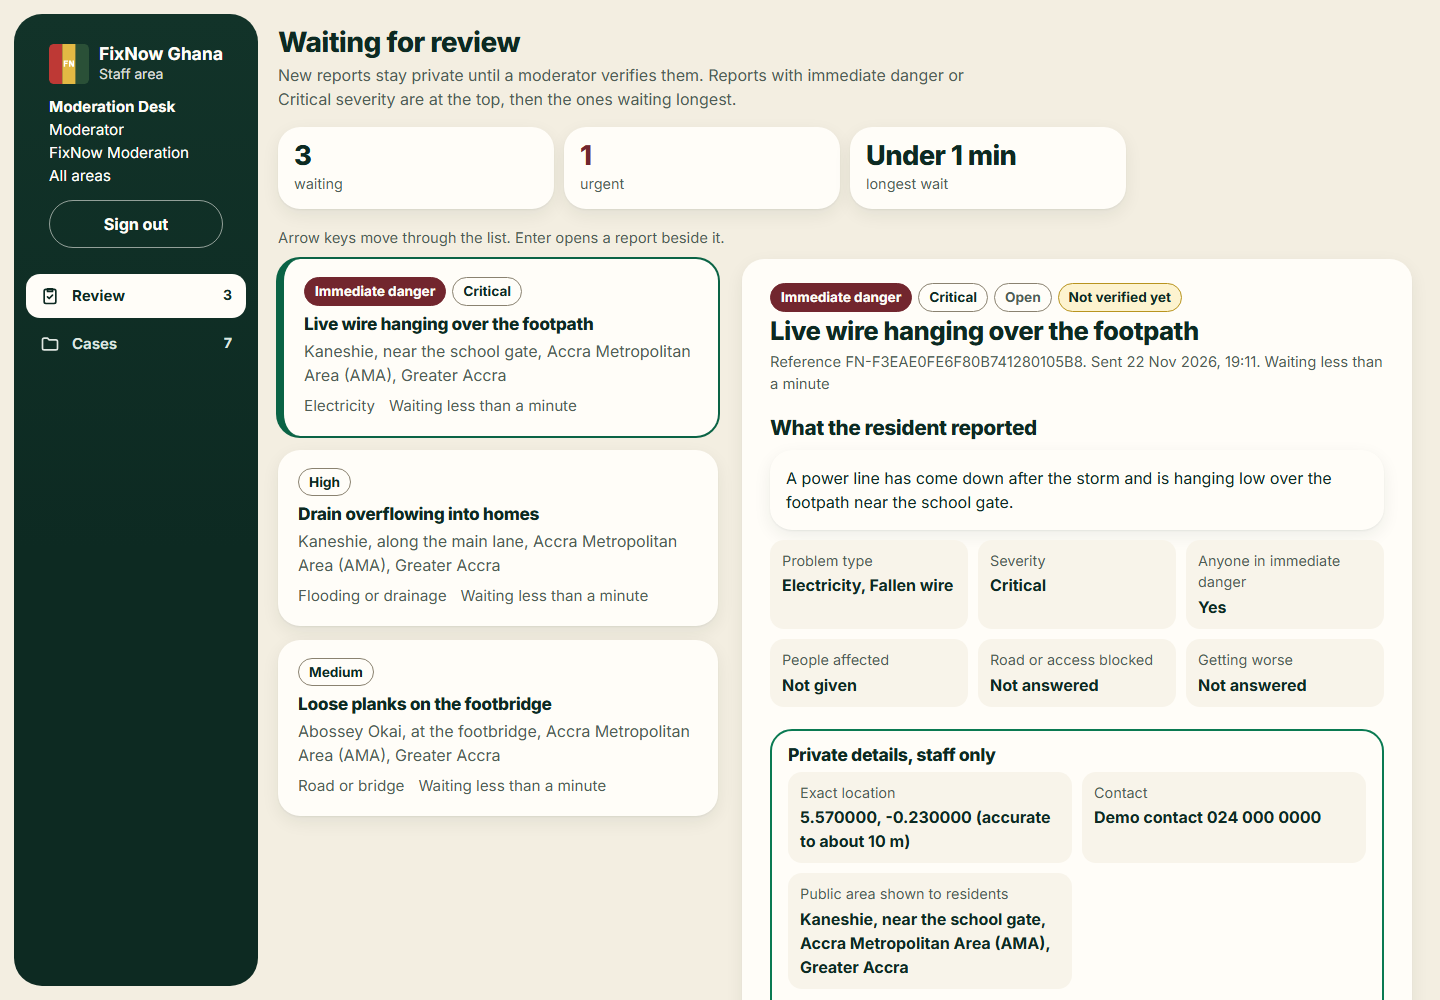 FN
FixNow Ghana
Staff area
Moderation Desk
Moderator
FixNow Moderation
All areas
Sign out
Review 3
Cases 7
Waiting for review
New reports stay private until a moderator verifies them. Reports with immediate danger or
Critical severity are at the top, then the ones waiting longest.
3
waiting
1
urgent
Under 1 min
longest wait
Arrow keys move through the list. Enter opens a report beside it.
Immediate danger Critical
Live wire hanging over the footpath
Kaneshie, near the school gate, Accra Metropolitan
Area (AMA), Greater Accra
Electricity Waiting less than a minute
High
Drain overflowing into homes
Kaneshie, along the main lane, Accra Metropolitan
Area (AMA), Greater Accra
Flooding or drainage Waiting less than a minute
Medium
Loose planks on the footbridge
Abossey Okai, at the footbridge, Accra Metropolitan
Area (AMA), Greater Accra
Road or bridge Waiting less than a minute
Immediate danger Critical Open Not verified yet
Live wire hanging over the footpath
Reference FN-F3EAE0FE6F80B741280105B8. Sent 22 Nov 2026, 19:11. Waiting less than
a minute
What the resident reported
A power line has come down after the storm and is hanging low over the
footpath near the school gate.
Problem type
Electricity, Fallen wire
Severity
Critical
Anyone in immediate
danger
Yes
People affected
Not given
Road or access blocked
Not answered
Getting worse
Not answered
Private details, staff only
Exact location
5.570000, -0.230000 (accurate
to about 10 m)
Contact
Demo contact 024 000 0000
Public area shown to residents
Kaneshie, near the school gate,
Accra Metropolitan Area (AMA),
Greater Accra